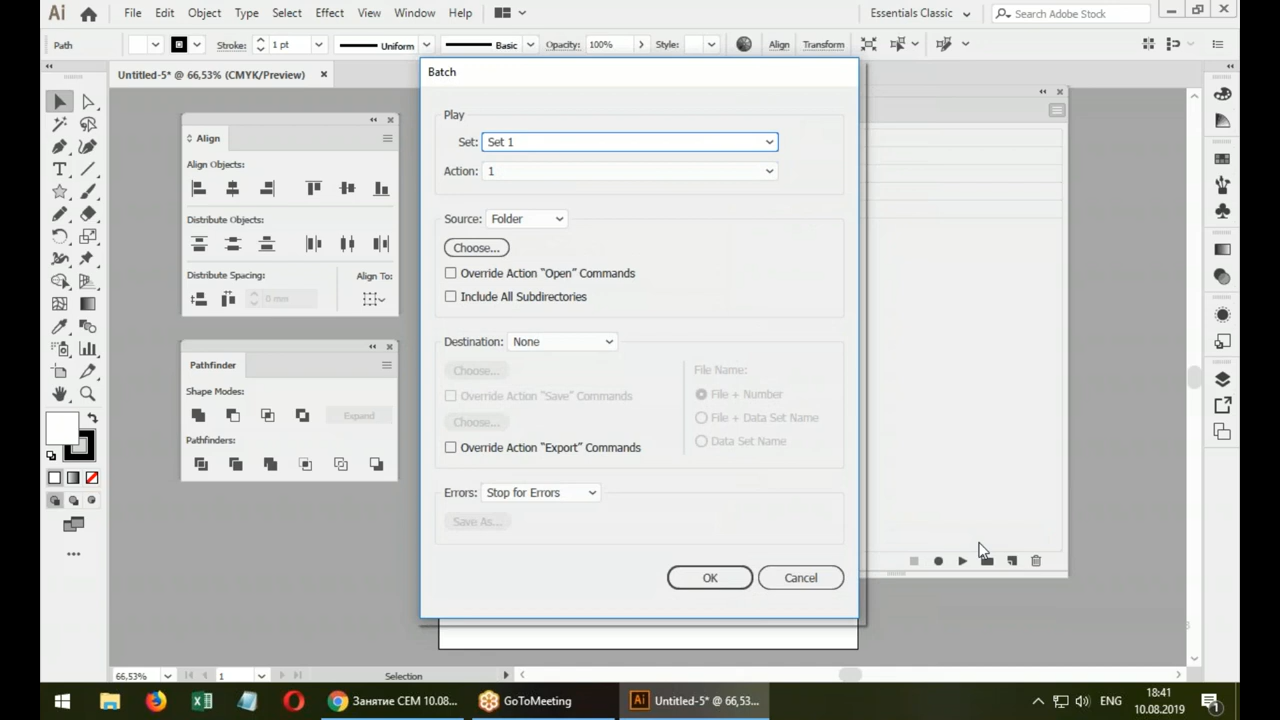 Ai File Edit Object Type Select Effect View Window Help Essentials Classic Search Adobe Stock
Path Stroke: 1 pt Uniform Basic Opacity: 100% Style: Align Transform
Untitled-5* @ 66,53% (CMYK/Preview)
Batch
Play
Set: Set 1
Action: 1
Source: Folder
Choose...
Override Action “Open” Commands
Include All Subdirectories
Destination: None
Choose...
Override Action “Save” Commands
Choose...
Override Action “Export” Commands
File Name:
File + Number
File + Data Set Name
Data Set Name
Errors: Stop for Errors
Save As...
OK Cancel
Align
Align Objects:
Distribute Objects:
Distribute Spacing: Align To:
0 mm
Pathfinder
Shape Modes:
Expand
Pathfinders:
66,53% 1 Selection
Занятие СЕМ 10.08... GoToMeeting Ai Untitled-5* @ 66,53... ENG 18:41
10.08.2019 1